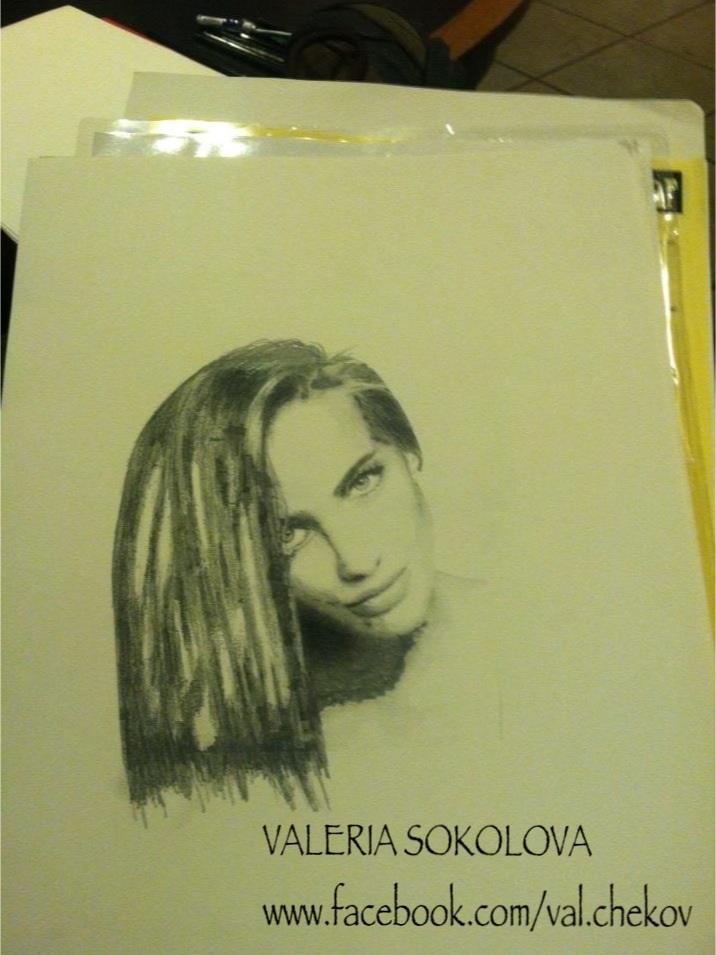 VALERIA SOKOLOVA
www.facebook.com/val.chekov